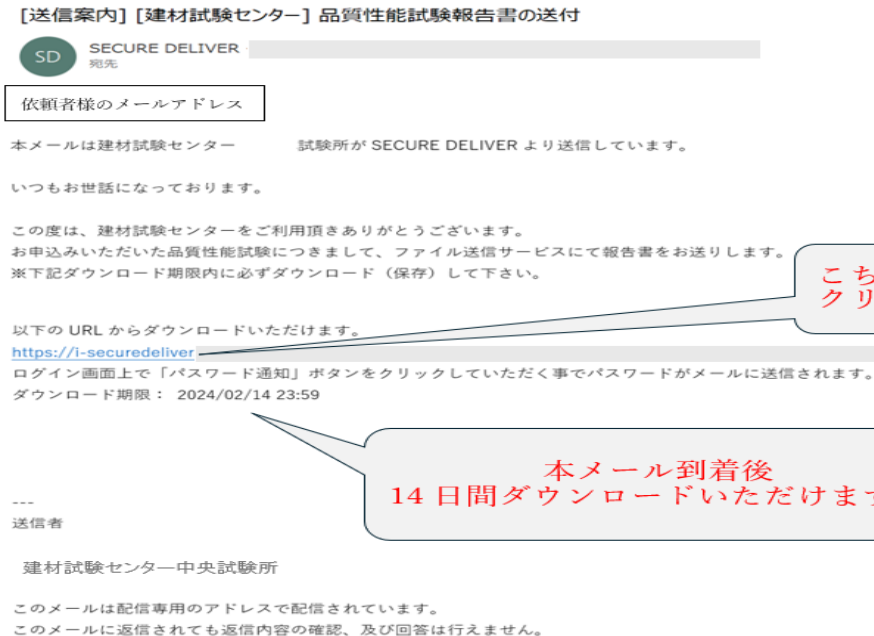 [送信案内] [建材試験センター] 品質性能試験報告書の送付
SD
SECURE DELIVER
宛先
依頼者様のメールアドレス
本メールは建材試験センター 試験所が SECURE DELIVER より送信しています。
いつもお世話になっております。
この度は、建材試験センターをご利用頂きありがとうございます。
お申込みいただいた品質性能試験につきまして、ファイル送信サービスにて報告書をお送りします。
※下記ダウンロード期限内に必ずダウンロード（保存）して下さい。
こち
クリ
以下の URL からダウンロードいただけます。
https://i-securedeliver
ログイン画面上で「パスワード通知」ボタンをクリックしていただく事でパスワードがメールに送信されます。
ダウンロード期限： 2024/02/14 23:59
本メール到着後
14 日間ダウンロードいただけます
---
送信者
建材試験センター中央試験所
このメールは配信専用のアドレスで配信されています。
このメールに返信されても返信内容の確認、及び回答は行えません。